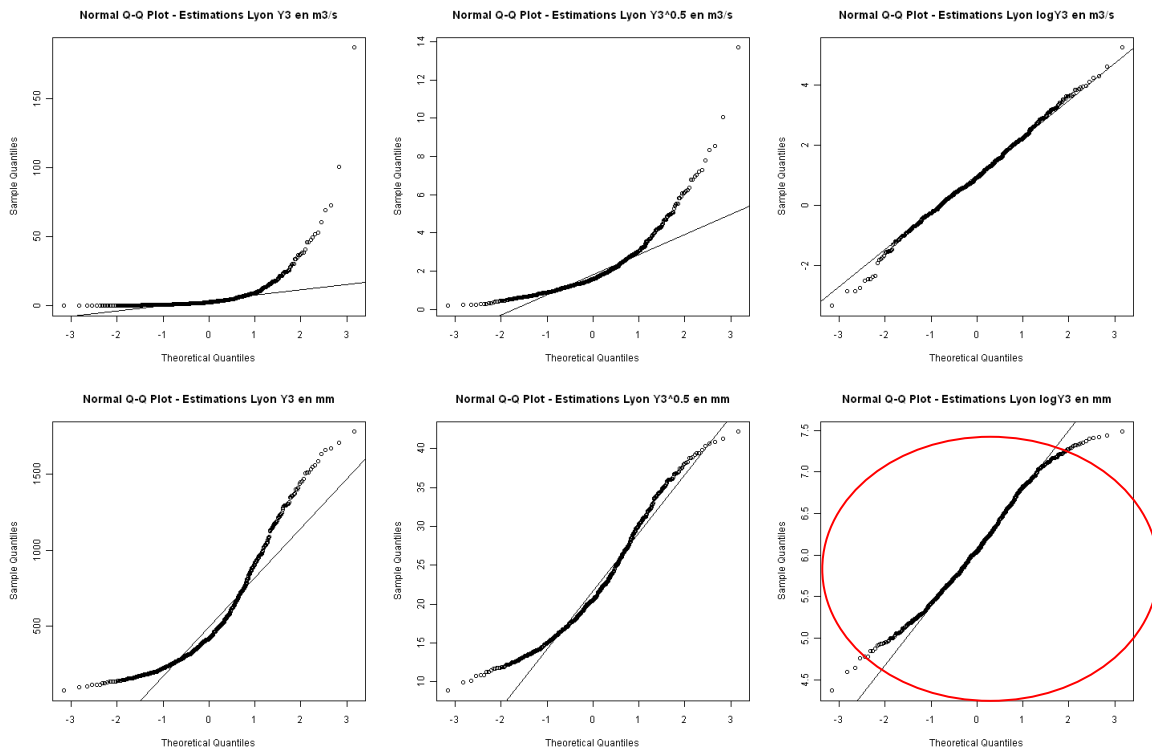 Normal Q-Q Plot - Estimations Lyon Y3 en m3/s
Normal Q-Q Plot - Estimations Lyon Y3^0.5 en m3/s
Normal Q-Q Plot - Estimations Lyon logY3 en m3/s
Sample Quantiles
0 50 100 150
-3 -2 -1 0 1 2 3
Theoretical Quantiles
Sample Quantiles
0 2 4 6 8 10 12 14
-3 -2 -1 0 1 2 3
Theoretical Quantiles
Sample Quantiles
-2 0 2 4
-3 -2 -1 0 1 2 3
Theoretical Quantiles
Normal Q-Q Plot - Estimations Lyon Y3 en mm
Normal Q-Q Plot - Estimations Lyon Y3^0.5 en mm
Normal Q-Q Plot - Estimations Lyon logY3 en mm
Sample Quantiles
500 1000 1500
-3 -2 -1 0 1 2 3
Theoretical Quantiles
Sample Quantiles
10 15 20 25 30 35 40
-3 -2 -1 0 1 2 3
Theoretical Quantiles
Sample Quantiles
4.5 5.0 5.5 6.0 6.5 7.0 7.5
-3 -2 -1 0 1 2 3
Theoretical Quantiles